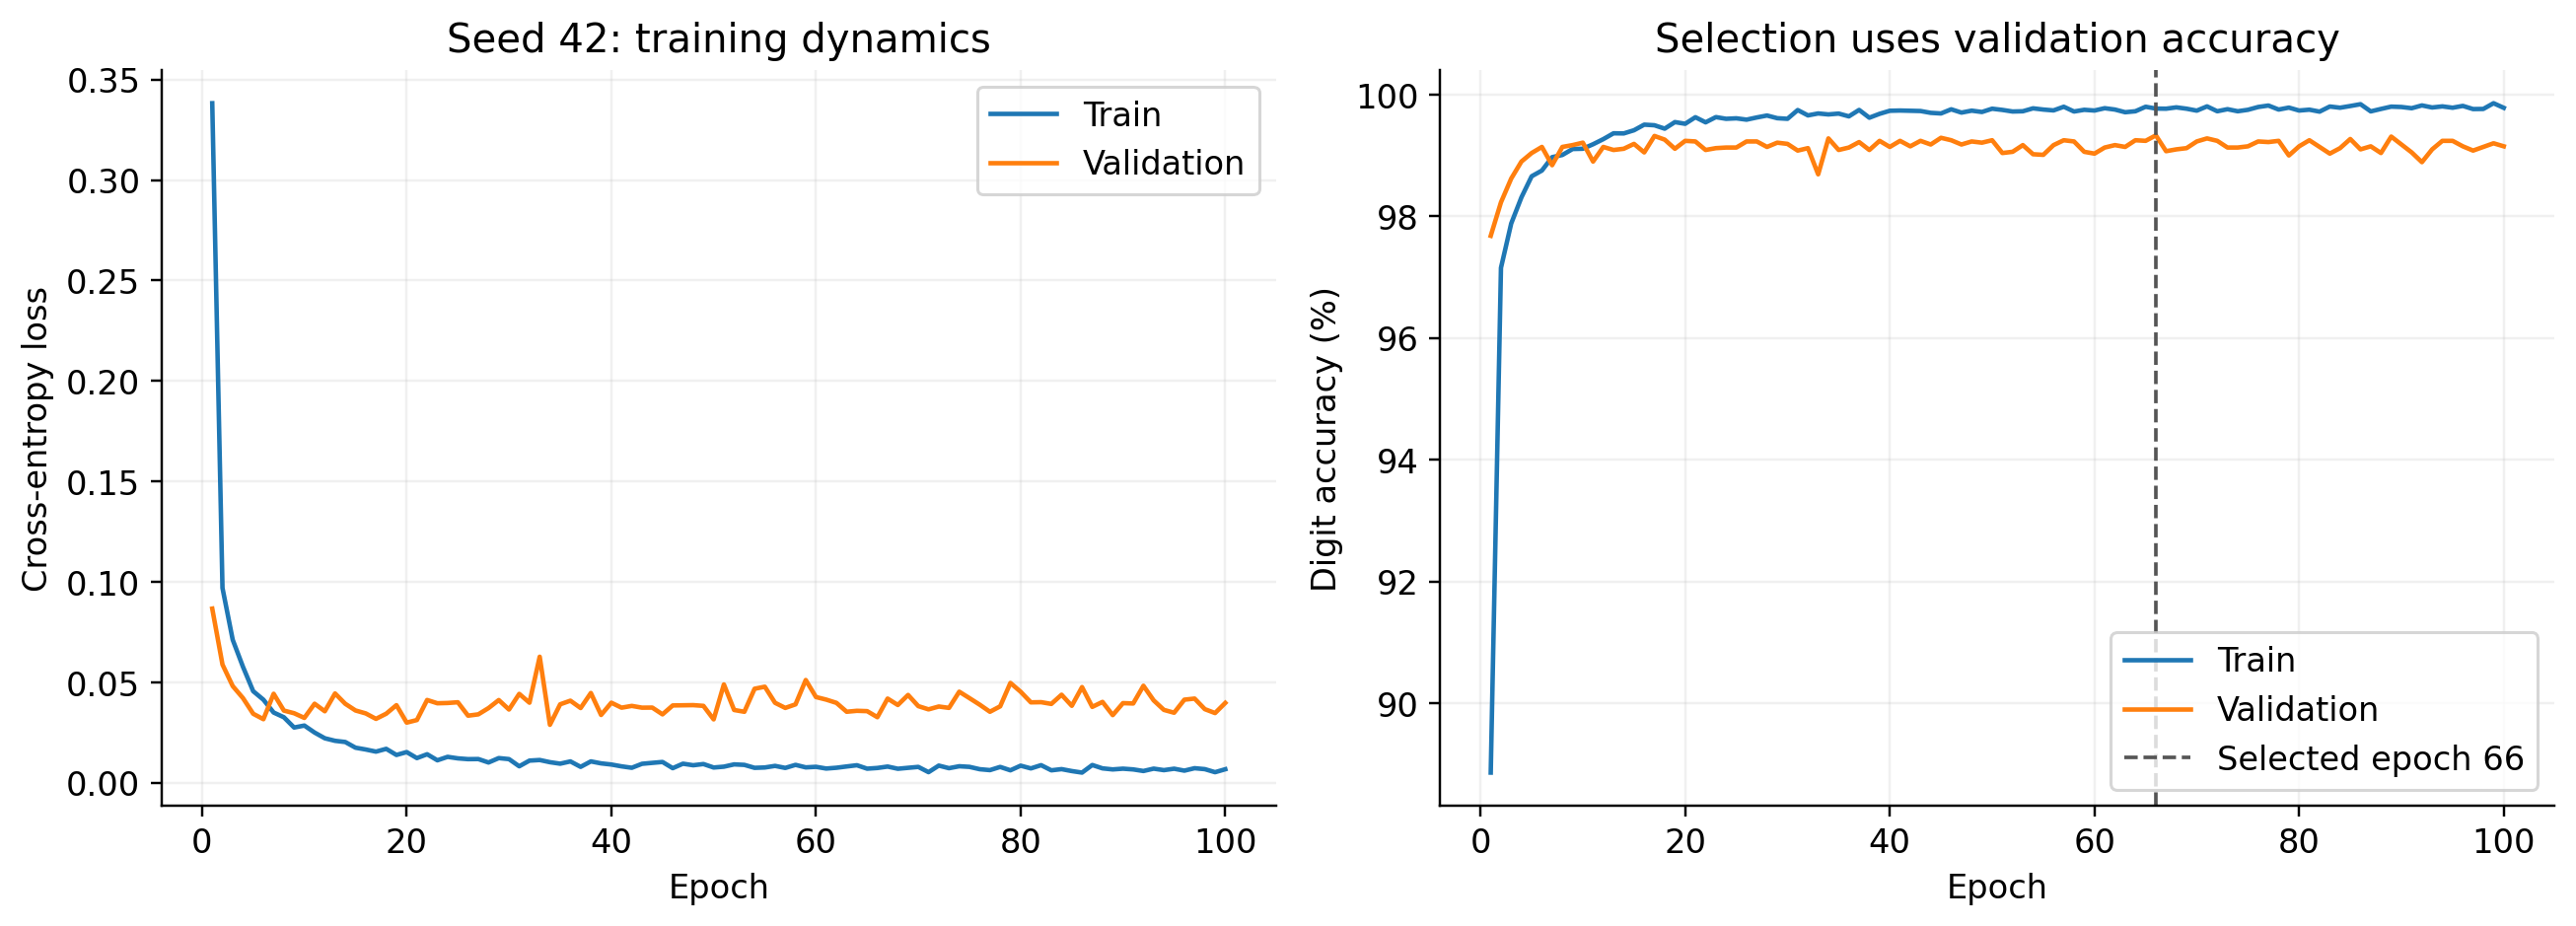 Seed 42: training dynamics
0.35
0.30
0.25
0.20
0.15
0.10
0.05
0.00
Cross-entropy loss
Train
Validation
0 20 40 60 80 100
Epoch
Selection uses validation accuracy
100
98
96
94
92
90
Digit accuracy (%)
Train
Validation
Selected epoch 66
0 20 40 60 80 100
Epoch